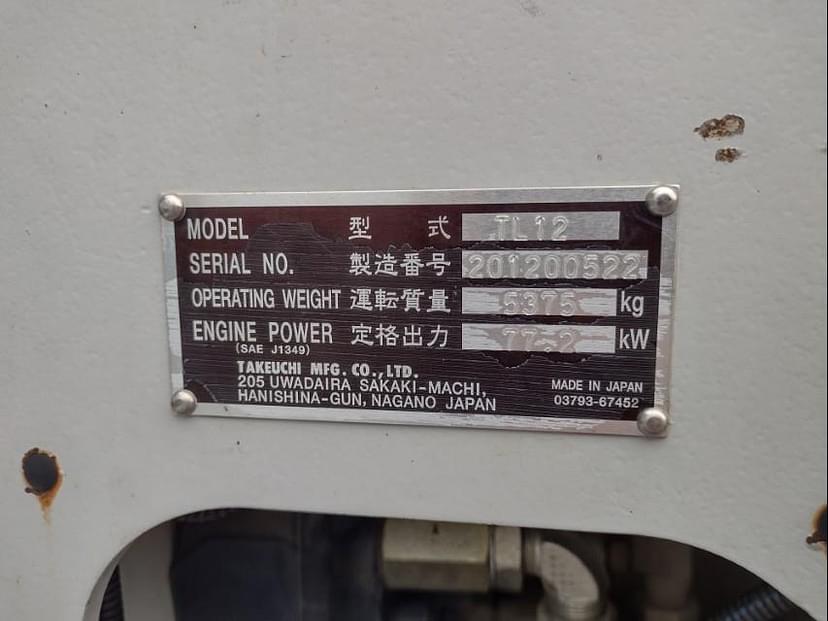 MODEL 型 式 TL12
SERIAL NO. 製造番号 201200522
OPERATING WEIGHT 運転質量 5375 kg
ENGINE POWER 定格出力 77.2 kW
(SAE J1349)
TAKEUCHI MFG. CO., LTD.
205 UWADAIRA SAKAKI-MACHI,
HANISHINA-GUN, NAGANO JAPAN
MADE IN JAPAN
03793-67452